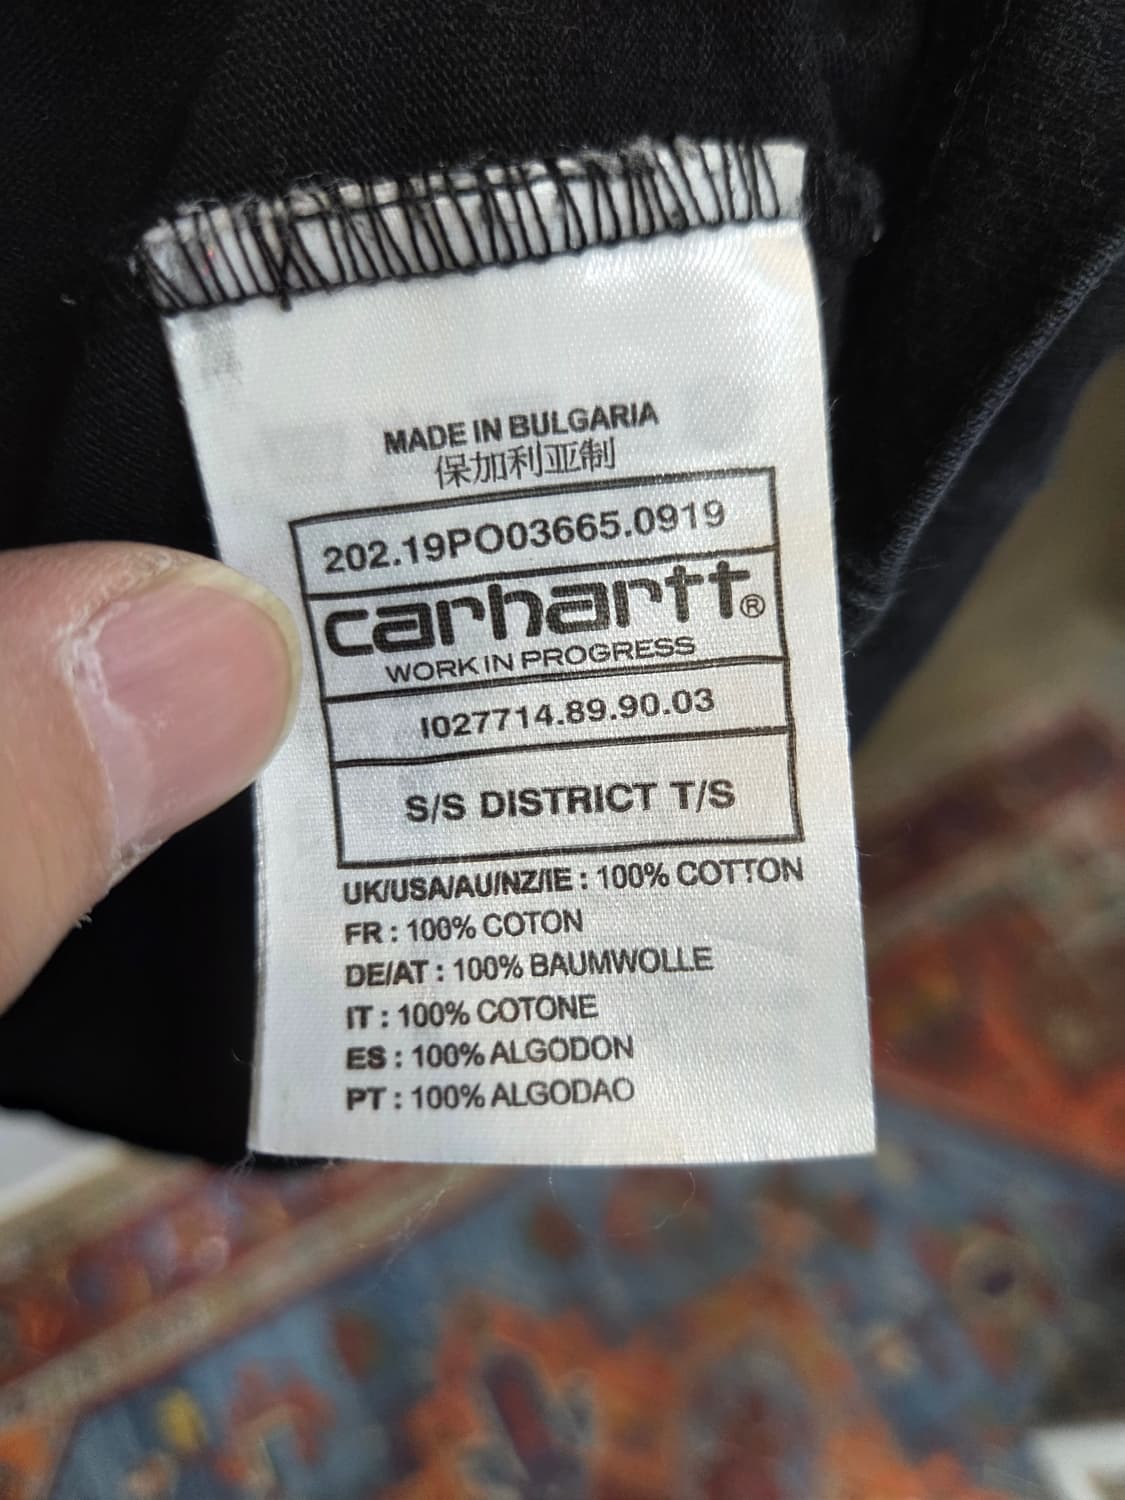 MADE IN BULGARIA
保加利亚制
202.19PO03665.0919
carhartt®
WORK IN PROGRESS
I027714.89.90.03
S/S DISTRICT T/S
UK/USA/AU/NZ/IE : 100% COTTON
FR : 100% COTON
DE/AT : 100% BAUMWOLLE
IT : 100% COTONE
ES : 100% ALGODON
PT : 100% ALGODAO